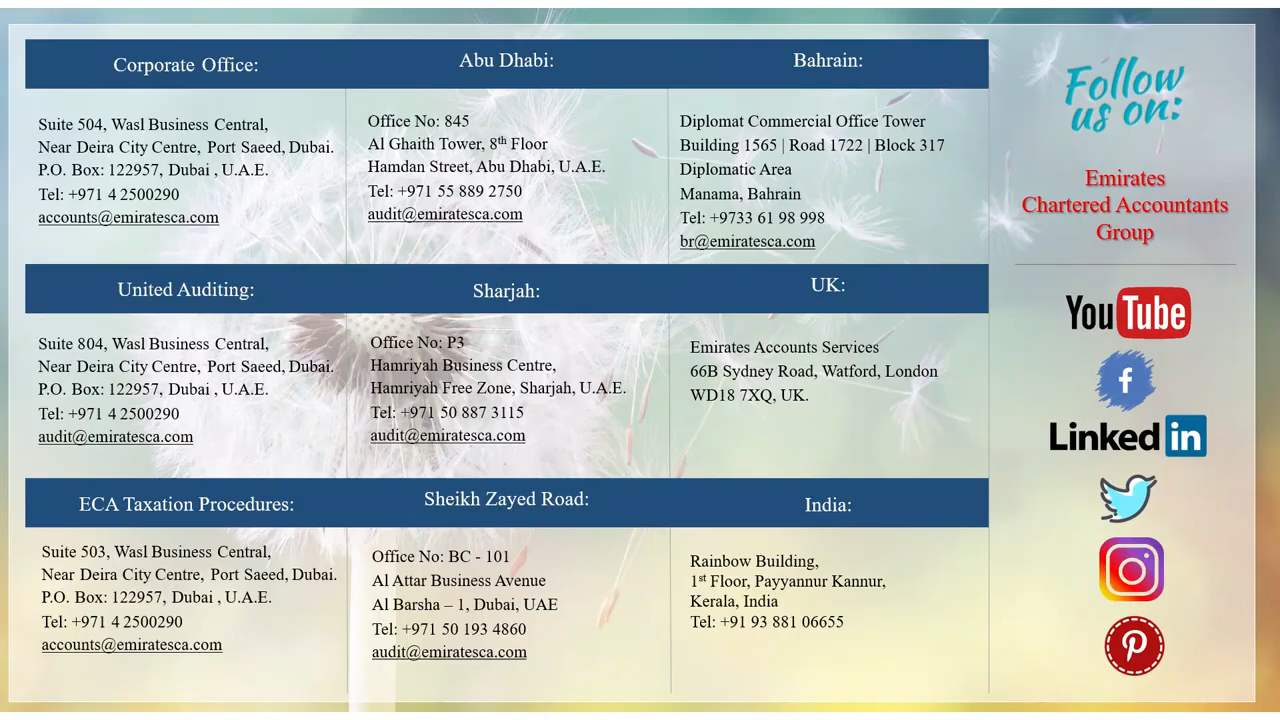 Corporate Office:
Suite 504, Wasl Business Central,
Near Deira City Centre, Port Saeed, Dubai.
P.O. Box: 122957, Dubai , U.A.E.
Tel: +971 4 2500290
accounts@emiratesca.com
Abu Dhabi:
Office No: 845
Al Ghaith Tower, 8th Floor
Hamdan Street, Abu Dhabi, U.A.E.
Tel: +971 55 889 2750
audit@emiratesca.com
Bahrain:
Diplomat Commercial Office Tower
Building 1565 | Road 1722 | Block 317
Diplomatic Area
Manama, Bahrain
Tel: +9733 61 98 998
br@emiratesca.com
United Auditing:
Suite 804, Wasl Business Central,
Near Deira City Centre, Port Saeed, Dubai.
P.O. Box: 122957, Dubai , U.A.E.
Tel: +971 4 2500290
audit@emiratesca.com
Sharjah:
Office No: P3
Hamriyah Business Centre,
Hamriyah Free Zone, Sharjah, U.A.E.
Tel: +971 50 887 3115
audit@emiratesca.com
UK:
Emirates Accounts Services
66B Sydney Road, Watford, London
WD18 7XQ, UK.
ECA Taxation Procedures:
Suite 503, Wasl Business Central,
Near Deira City Centre, Port Saeed, Dubai.
P.O. Box: 122957, Dubai , U.A.E.
Tel: +971 4 2500290
accounts@emiratesca.com
Sheikh Zayed Road:
Office No: BC - 101
Al Attar Business Avenue
Al Barsha – 1, Dubai, UAE
Tel: +971 50 193 4860
audit@emiratesca.com
India:
Rainbow Building,
1st Floor, Payyannur Kannur,
Kerala, India
Tel: +91 93 881 06655
Follow
us on:
Emirates
Chartered Accountants
Group
YouTube
f
Linked in